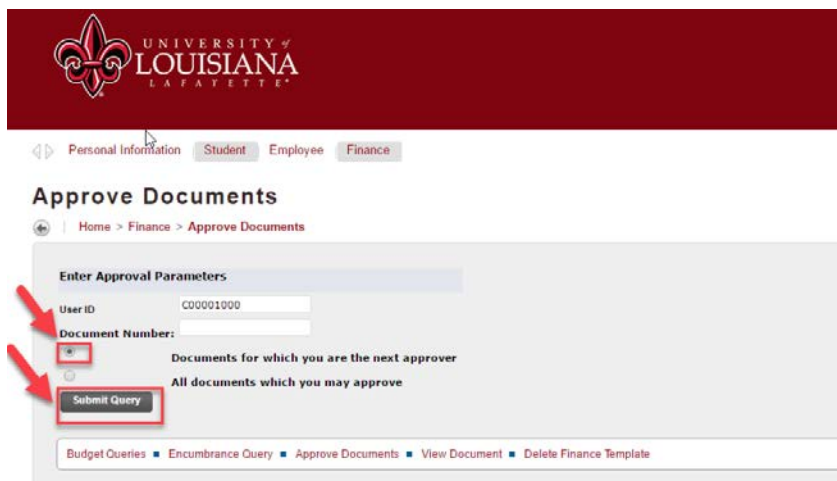 UNIVERSITY of
LOUISIANA
LAFAYETTE
Personal Information Student Employee Finance
Approve Documents
Home > Finance > Approve Documents
Enter Approval Parameters
User ID C00001000
Document Number:
Documents for which you are the next approver
All documents which you may approve
Submit Query
Budget Queries ■ Encumbrance Query ■ Approve Documents ■ View Document ■ Delete Finance Template